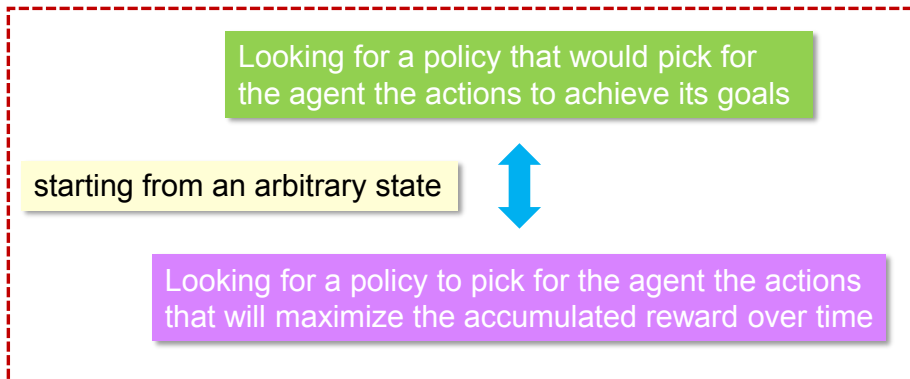 Looking for a policy that would pick for
the agent the actions to achieve its goals
starting from an arbitrary state
Looking for a policy to pick for the agent the actions
that will maximize the accumulated reward over time